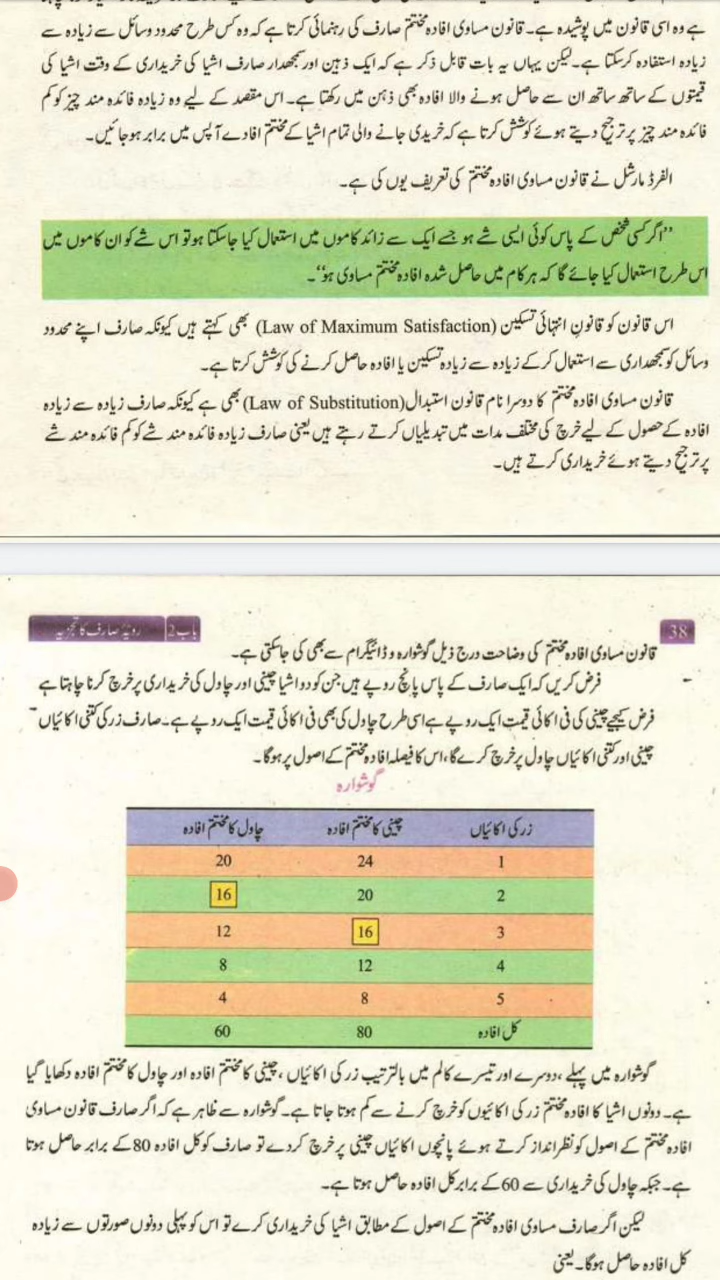 ہے وہ اسی قانون میں پوشیدہ ہے۔ قانون مساوی افادہ مختتم صارف کی رہنمائی کرتا ہے کہ وہ کس طرح محدود وسائل سے زیادہ سے
زیادہ استفادہ کرسکتا ہے۔ لیکن یہاں یہ بات قابل ذکر ہے کہ ایک ذہین اور سمجھدار صارف اشیا کی خریداری کے وقت اشیا کی
قیمتوں کے ساتھ ساتھ ان سے حاصل ہونے والا افادہ بھی ذہن میں رکھتا ہے۔ اس مقصد کے لیے وہ زیادہ فائدہ مند چیز کو کم
فائدہ مند چیز پر ترجیح دیتے ہوئے کوشش کرتا ہے کہ خریدی جانے والی تمام اشیا کے مختتم افادے آپس میں برابر ہوجائیں۔
الفرڈ مارشل نے قانون مساوی افادہ مختتم کی تعریف یوں کی ہے۔
”اگر کسی شخص کے پاس کوئی ایسی شے ہو جسے ایک سے زائد کاموں میں استعمال کیا جاسکتا ہو تو اس شے کو ان کاموں میں
اس طرح استعمال کیا جائے گا کہ ہر کام میں حاصل شدہ افادہ مختتم مساوی ہو“۔
اس قانون کو قانونِ انتہائی تسکین (Law of Maximum Satisfaction) بھی کہتے ہیں کیونکہ صارف اپنے محدود
وسائل کو سمجھداری سے استعمال کرکے زیادہ سے زیادہ تسکین یا افادہ حاصل کرنے کی کوشش کرتا ہے۔
قانون مساوی افادہ مختتم کا دوسرا نام قانون استبدال (Law of Substitution) بھی ہے کیونکہ صارف زیادہ سے زیادہ
افادہ کے حصول کے لیے خرچ کی مختلف مدات میں تبدیلیاں کرتے رہتے ہیں یعنی صارف زیادہ فائدہ مند شے کو کم فائدہ مند شے
پر ترجیح دیتے ہوئے خریداری کرتے ہیں۔
38 باب 2 رویۂ صارف کا تجزیہ
قانون مساوی افادہ مختتم کی وضاحت درج ذیل گوشوارہ و ڈائیگرام سے بھی کی جاسکتی ہے۔
فرض کریں کہ ایک صارف کے پاس پانچ روپے ہیں جن کو دو اشیا چینی اور چاول کی خریداری پر خرچ کرنا چاہتا ہے
فرض کیجیے چینی کی فی اکائی قیمت ایک روپے ہے اسی طرح چاول کی بھی فی اکائی قیمت ایک روپے ہے۔ صارف زر کی کتنی اکائیاں
چینی اور کتنی اکائیاں چاول پر خرچ کرے گا، اس کا فیصلہ افادہ مختتم کے اصول پر ہوگا۔
گوشوارہ
زر کی اکائیاں چینی کا مختتم افادہ چاول کا مختتم افادہ
1 24 20
2 20 16
3 16 12
4 12 8
5 8 4
کل افادہ 80 60
گوشوارہ میں پہلے، دوسرے اور تیسرے کالم میں بالترتیب زر کی اکائیاں، چینی کا مختتم افادہ اور چاول کا مختتم افادہ دکھایا گیا
ہے۔ دونوں اشیا کا افادہ مختتم زر کی اکائیوں کو خرچ کرنے سے کم ہوتا جاتا ہے۔ گوشوارہ سے ظاہر ہے کہ اگر صارف قانون مساوی
افادہ مختتم کے اصول کو نظر انداز کرتے ہوئے پانچوں اکائیاں چینی پر خرچ کردے تو صارف کو کل افادہ 80 کے برابر حاصل ہوتا
ہے۔ جبکہ چاول کی خریداری سے 60 کے برابر کل افادہ حاصل ہوتا ہے۔
لیکن اگر صارف مساوی افادہ مختتم کے اصول کے مطابق اشیا کی خریداری کرے تو اس کو پہلی دونوں صورتوں سے زیادہ
کل افادہ حاصل ہوگا۔ یعنی